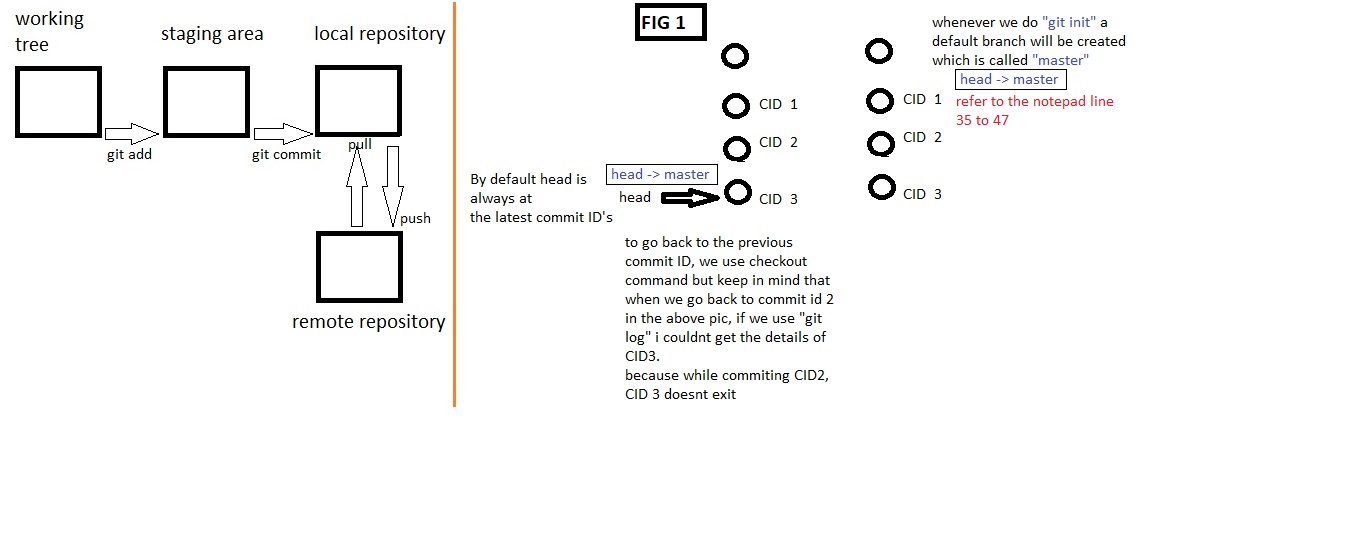 working
tree
staging area
local repository
git add
git commit
pull
push
remote repository
FIG 1
CID 1
CID 2
By default head is
always at
the latest commit ID's
head -> master
head
CID 3
to go back to the previous
commit ID, we use checkout
command but keep in mind that
when we go back to commit id 2
in the above pic, if we use "git
log" i couldnt get the details of
CID3.
because while commiting CID2,
CID 3 doesnt exit
whenever we do "git init" a
default branch will be created
which is called "master"
head -> master
CID 1
refer to the notepad line
35 to 47
CID 2
CID 3